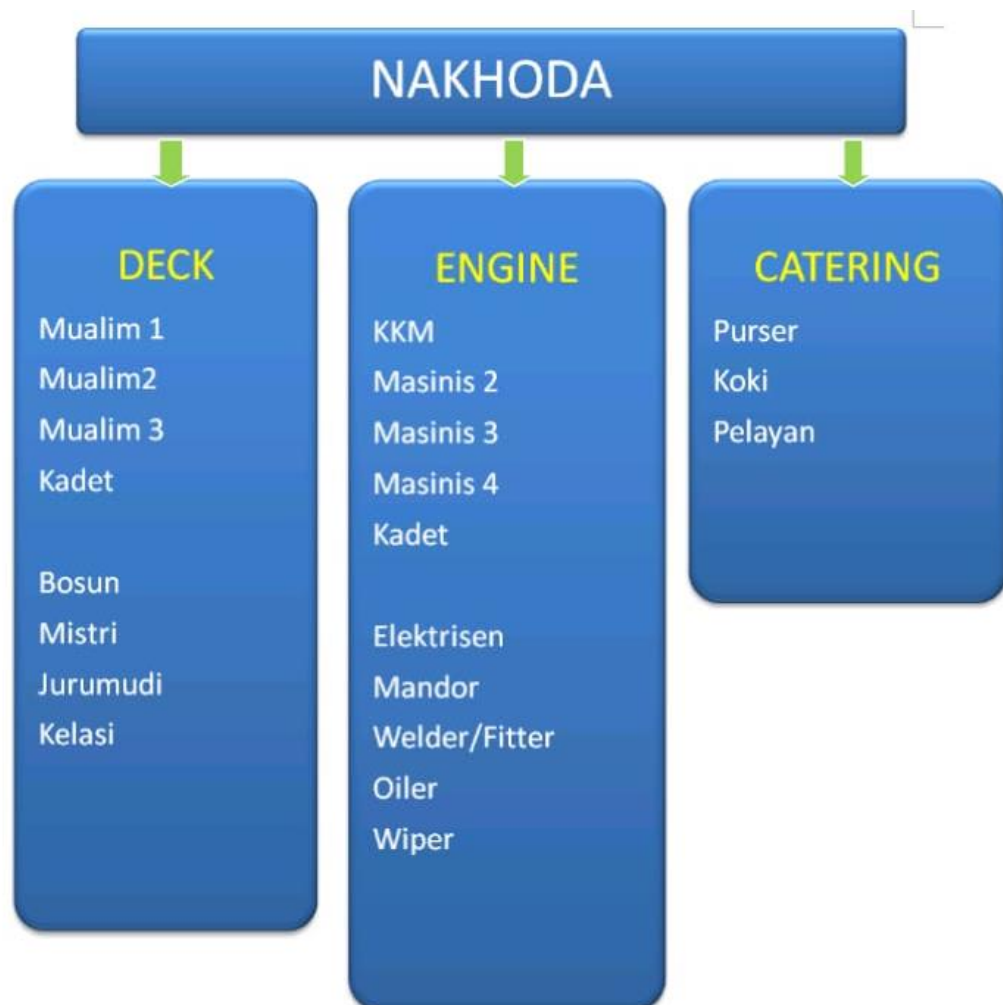 NAKHODA
DECK
Mualim 1
Mualim2
Mualim 3
Kadet
Bosun
Mistri
Jurumudi
Kelasi
ENGINE
KKM
Masinis 2
Masinis 3
Masinis 4
Kadet
Elektrisen
Mandor
Welder/Fitter
Oiler
Wiper
CATERING
Purser
Koki
Pelayan